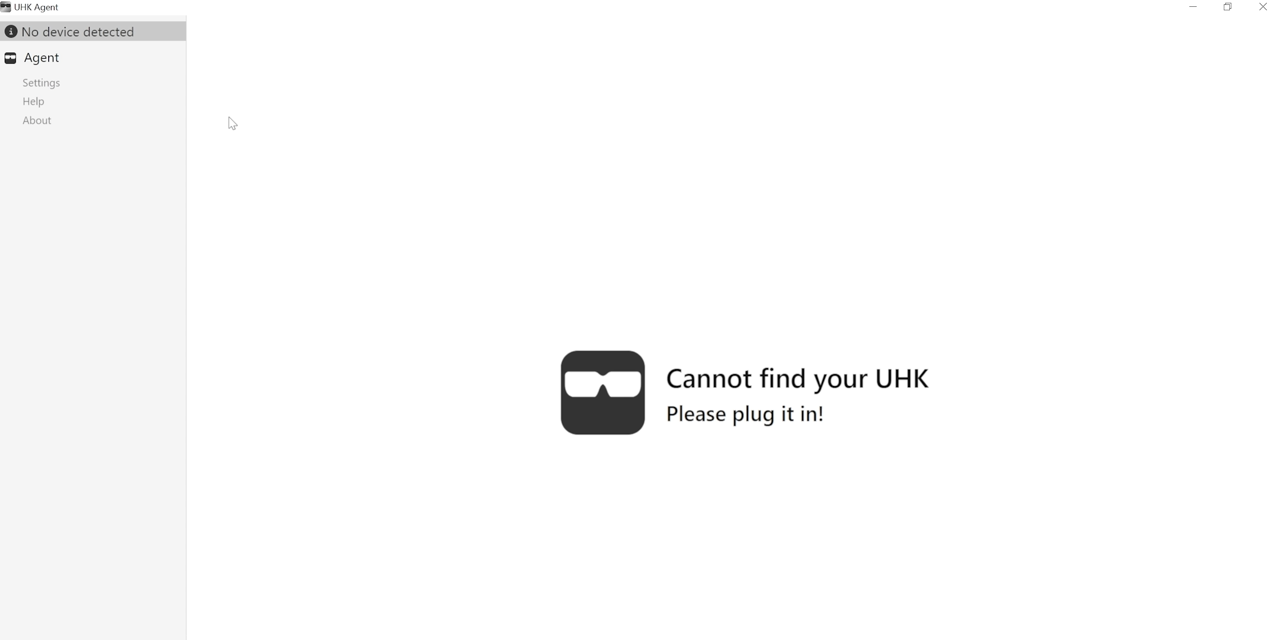 UHK Agent
No device detected
Agent
Settings
Help
About
Cannot find your UHK
Please plug it in!